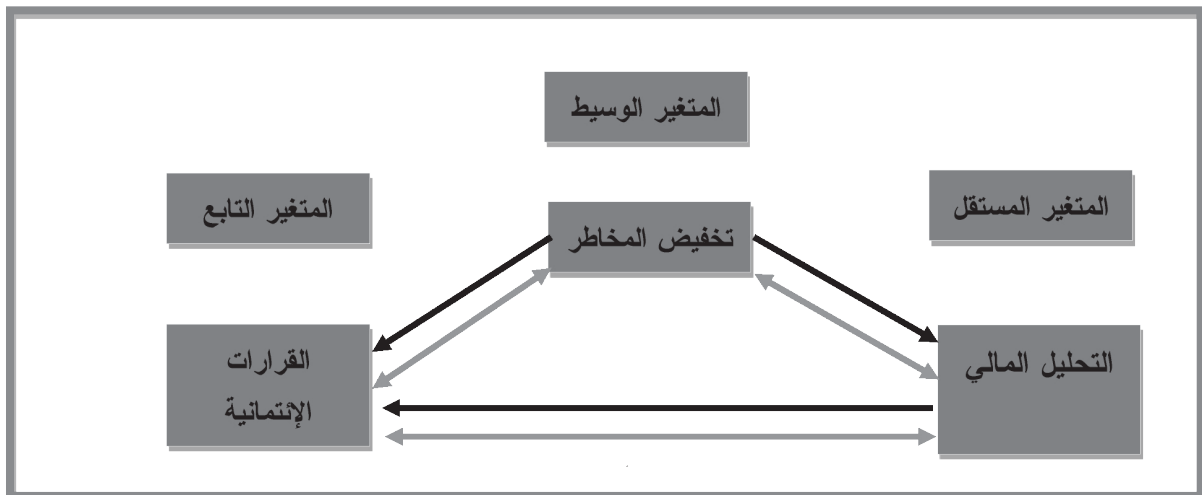 المتغير الوسيط
المتغير المستقل
المتغير التابع
تخفيض المخاطر
التحليل المالي
القرارات
الإئتمانية